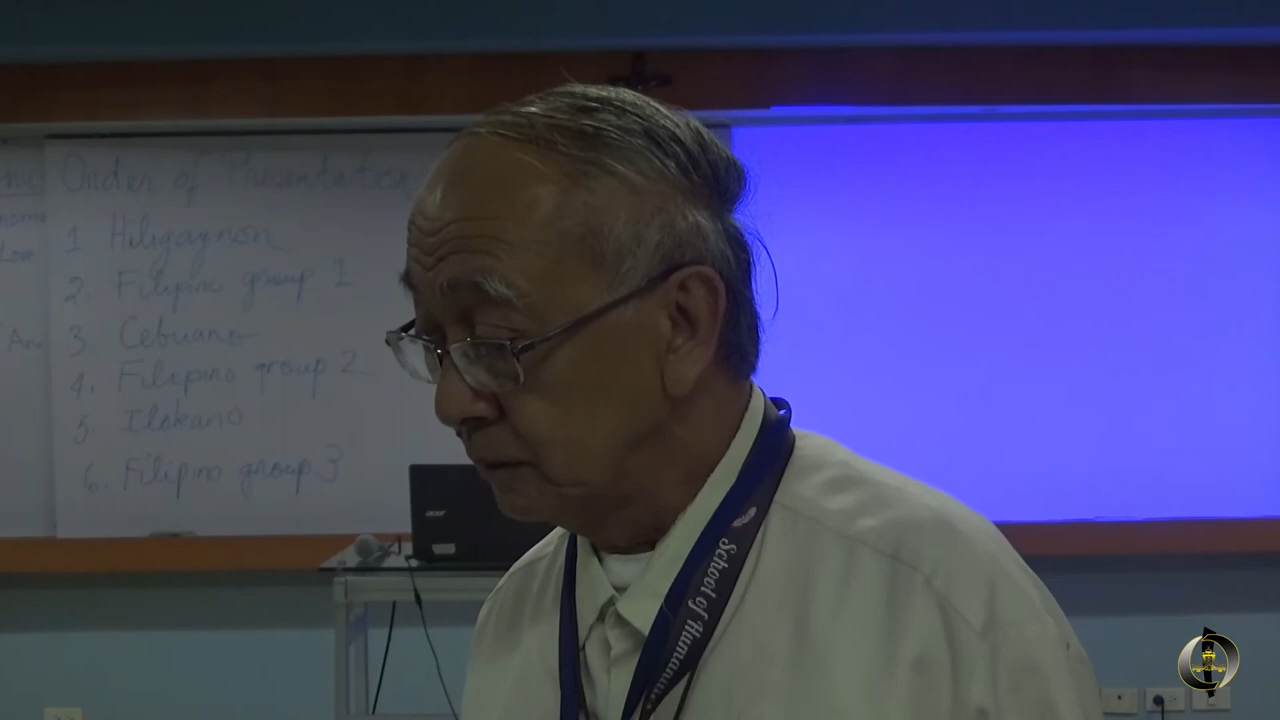 Order of Presentation
1 Hiligaynon
2. Filipino group 1
3 Cebuano
4. Filipino group 2
5. Ilokano
6. Filipino group 3
acer
School of Humanities